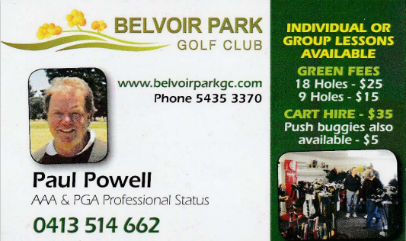 BELVOIR PARK
GOLF CLUB
www.belvoirparkgc.com
Phone 5435 3370
Paul Powell
AAA & PGA Professional Status
0413 514 662
INDIVIDUAL OR
GROUP LESSONS
AVAILABLE
GREEN FEES
18 Holes - $25
9 Holes - $15
CART HIRE - $35
Push buggies also
available - $5